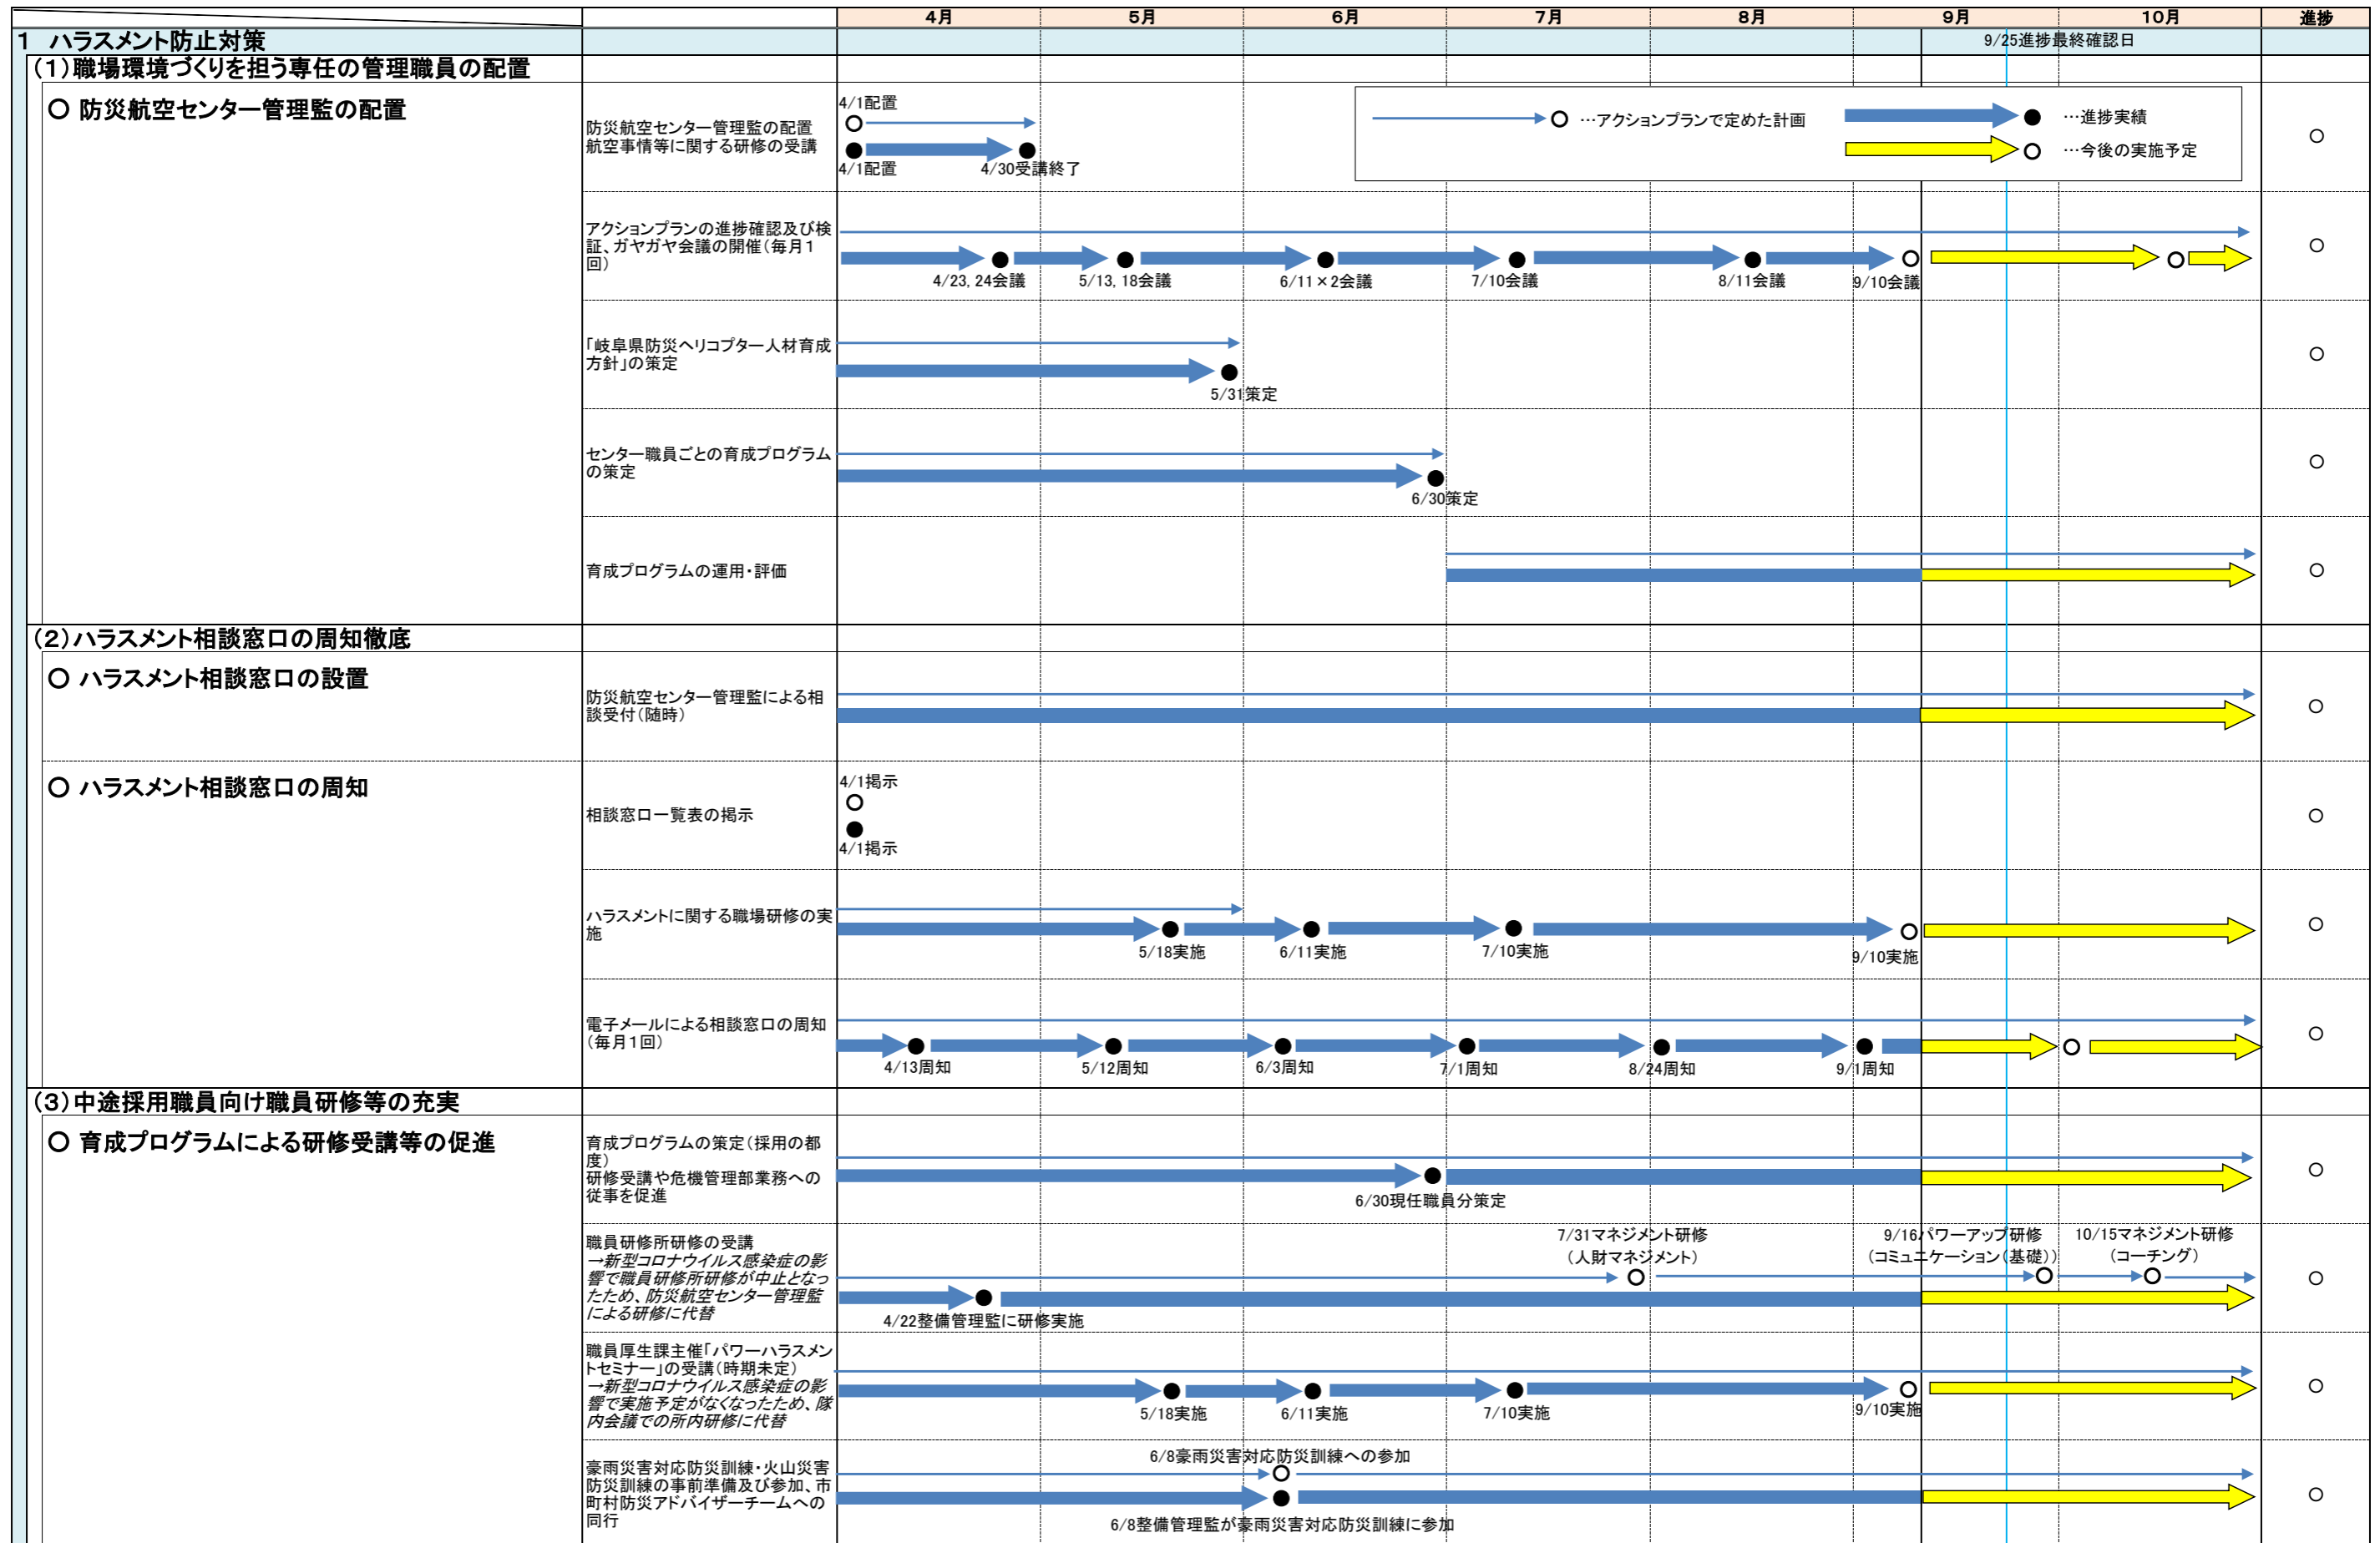 4月 5月 6月 7月 8月 9月 10月 進捗
1 ハラスメント防止対策
9/25進捗最終確認日
(1)職場環境づくりを担う専任の管理職員の配置
○ 防災航空センター管理監の配置
防災航空センター管理監の配置
航空事情等に関する研修の受講
4/1配置
4/1配置
4/30受講終了
…アクションプランで定めた計画
…進捗実績
…今後の実施予定
○
アクションプランの進捗確認及び検
証、ガヤガヤ会議の開催(毎月1
回)
4/23, 24会議
5/13, 18会議
6/11×2会議
7/10会議
8/11会議
9/10会議
○
「岐阜県防災ヘリコプター人材育成
方針」の策定
5/31策定
○
センター職員ごとの育成プログラム
の策定
6/30策定
○
育成プログラムの運用・評価
○
(2)ハラスメント相談窓口の周知徹底
○ ハラスメント相談窓口の設置
防災航空センター管理監による相
談受付(随時)
○
○ ハラスメント相談窓口の周知
相談窓口一覧表の掲示
4/1掲示
4/1掲示
○
ハラスメントに関する職場研修の実
施
5/18実施
6/11実施
7/10実施
9/10実施
○
電子メールによる相談窓口の周知
(毎月1回)
4/13周知
5/12周知
6/3周知
7/1周知
8/24周知
9/1周知
○
(3)中途採用職員向け職員研修等の充実
○ 育成プログラムによる研修受講等の促進
育成プログラムの策定(採用の都
度)
研修受講や危機管理部業務への
従事を促進
6/30現任職員分策定
○
職員研修所研修の受講
→新型コロナウイルス感染症の影
響で職員研修所研修が中止となっ
たため、防災航空センター管理監
による研修に代替
7/31マネジメント研修
(人財マネジメント)
9/16パワーアップ研修
(コミュニケーション(基礎))
10/15マネジメント研修
(コーチング)
4/22整備管理監に研修実施
○
職員厚生課主催「パワーハラスメン
トセミナー」の受講(時期未定)
→新型コロナウイルス感染症の影
響で実施予定がなくなったため、隊
内会議での所内研修に代替
5/18実施
6/11実施
7/10実施
9/10実施
○
豪雨災害対応防災訓練・火山災害
防災訓練の事前準備及び参加、市
町村防災アドバイザーチームへの
同行
6/8豪雨災害対応防災訓練への参加
6/8整備管理監が豪雨災害対応防災訓練に参加
○